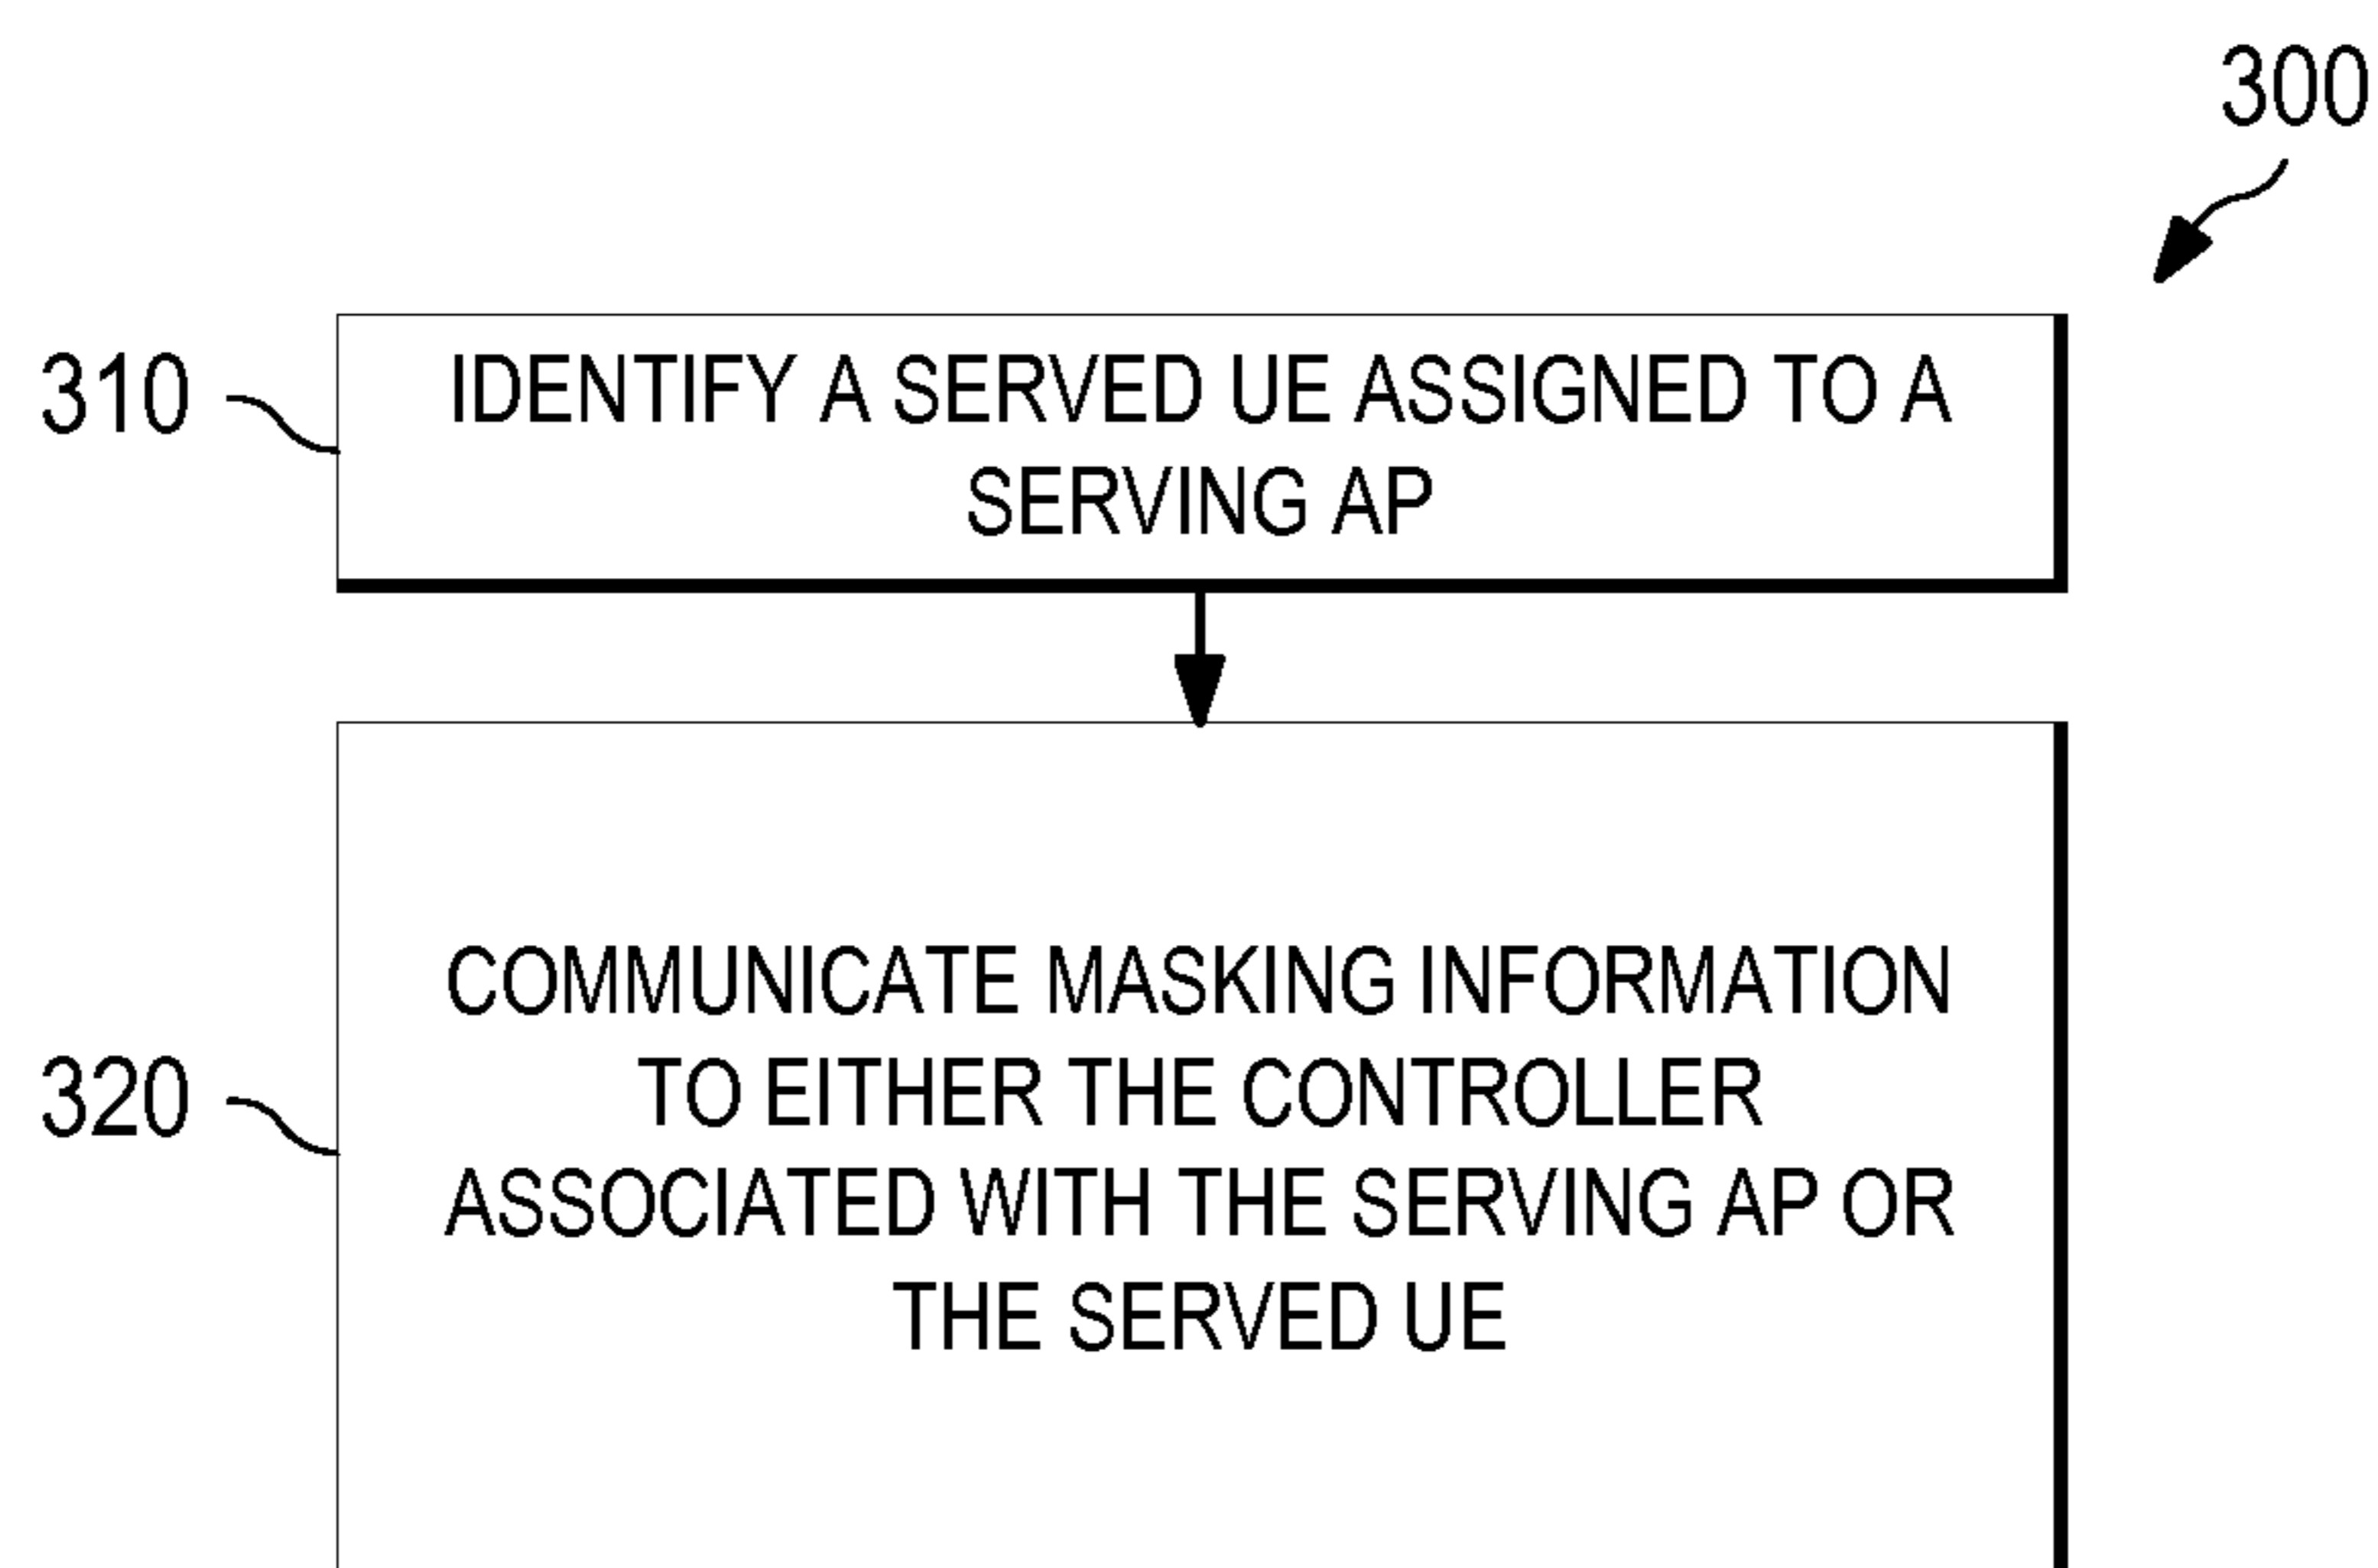 300
310
IDENTIFY A SERVED UE ASSIGNED TO A
SERVING AP
320
COMMUNICATE MASKING INFORMATION
TO EITHER THE CONTROLLER
ASSOCIATED WITH THE SERVING AP OR
THE SERVED UE